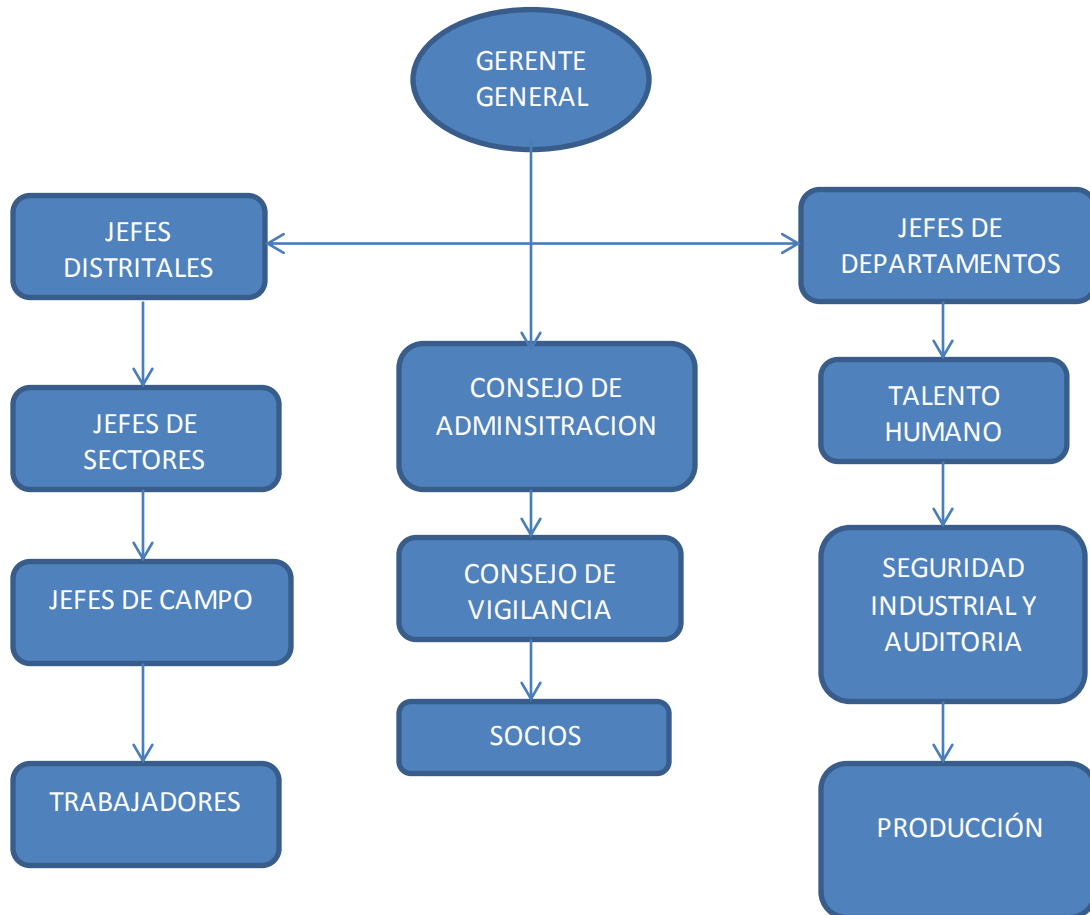 GERENTE
GENERAL
JEFES
DISTRITALES
JEFES DE
DEPARTAMENTOS
CONSEJO DE
ADMINSITRACION
TALENTO
HUMANO
JEFES DE
SECTORES
SEGURIDAD
INDUSTRIAL Y
AUDITORIA
CONSEJO DE
VIGILANCIA
JEFES DE CAMPO
SOCIOS
TRABAJADORES
PRODUCCIÓN